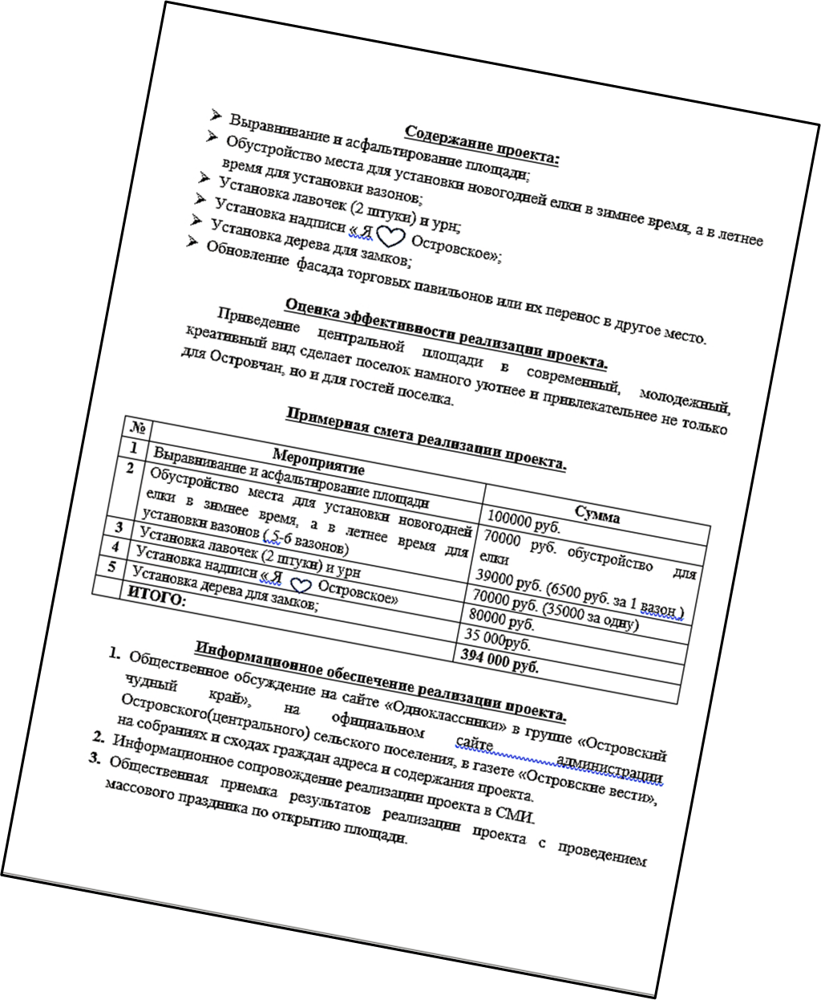 Содержание проекта:
➢ Выравнивание и асфальтирование площади;
➢ Обустройство места для установки новогодней елки в зимнее время, а в летнее
время для установки вазонов;
➢ Установка лавочек (2 штуки) и урн;
➢ Установка надписи « Я ♡ Островское»;
➢ Установка дерева для замков;
➢ Обновление фасада торговых павильонов или их перенос в другое место.
Оценка эффективности реализации проекта.
Приведение центральной площади в современный, молодежный,
креативный вид сделает поселок намного уютнее и привлекательнее не только
для Островчан, но и для гостей поселка.
Примерная смета реализации проекта.
№ Мероприятие Сумма
1 Выравнивание и асфальтирование площади 100000 руб.
2 Обустройство места для установки новогодней
елки в зимнее время, а в летнее время для
установки вазонов ( 5-6 вазонов)
70000 руб. обустройство для
елки
39000 руб. (6500 руб. за 1 вазон )
3 Установка лавочек (2 штуки) и урн 70000 руб. (35000 за одну)
4 Установка надписи « Я ♡ Островское» 80000 руб.
5 Установка дерева для замков; 35 000руб.
ИТОГО: 394 000 руб.
Информационное обеспечение реализации проекта.
1. Общественное обсуждение на сайте «Одноклассники» в группе «Островский
чудный край», на официальном сайте администрации
Островского(центрального) сельского поселения, в газете «Островские вести»,
на собраниях и сходах граждан адреса и содержания проекта.
2. Информационное сопровождение реализации проекта в СМИ.
3. Общественная приемка результатов реализации проекта с проведением
массового праздника по открытию площади.